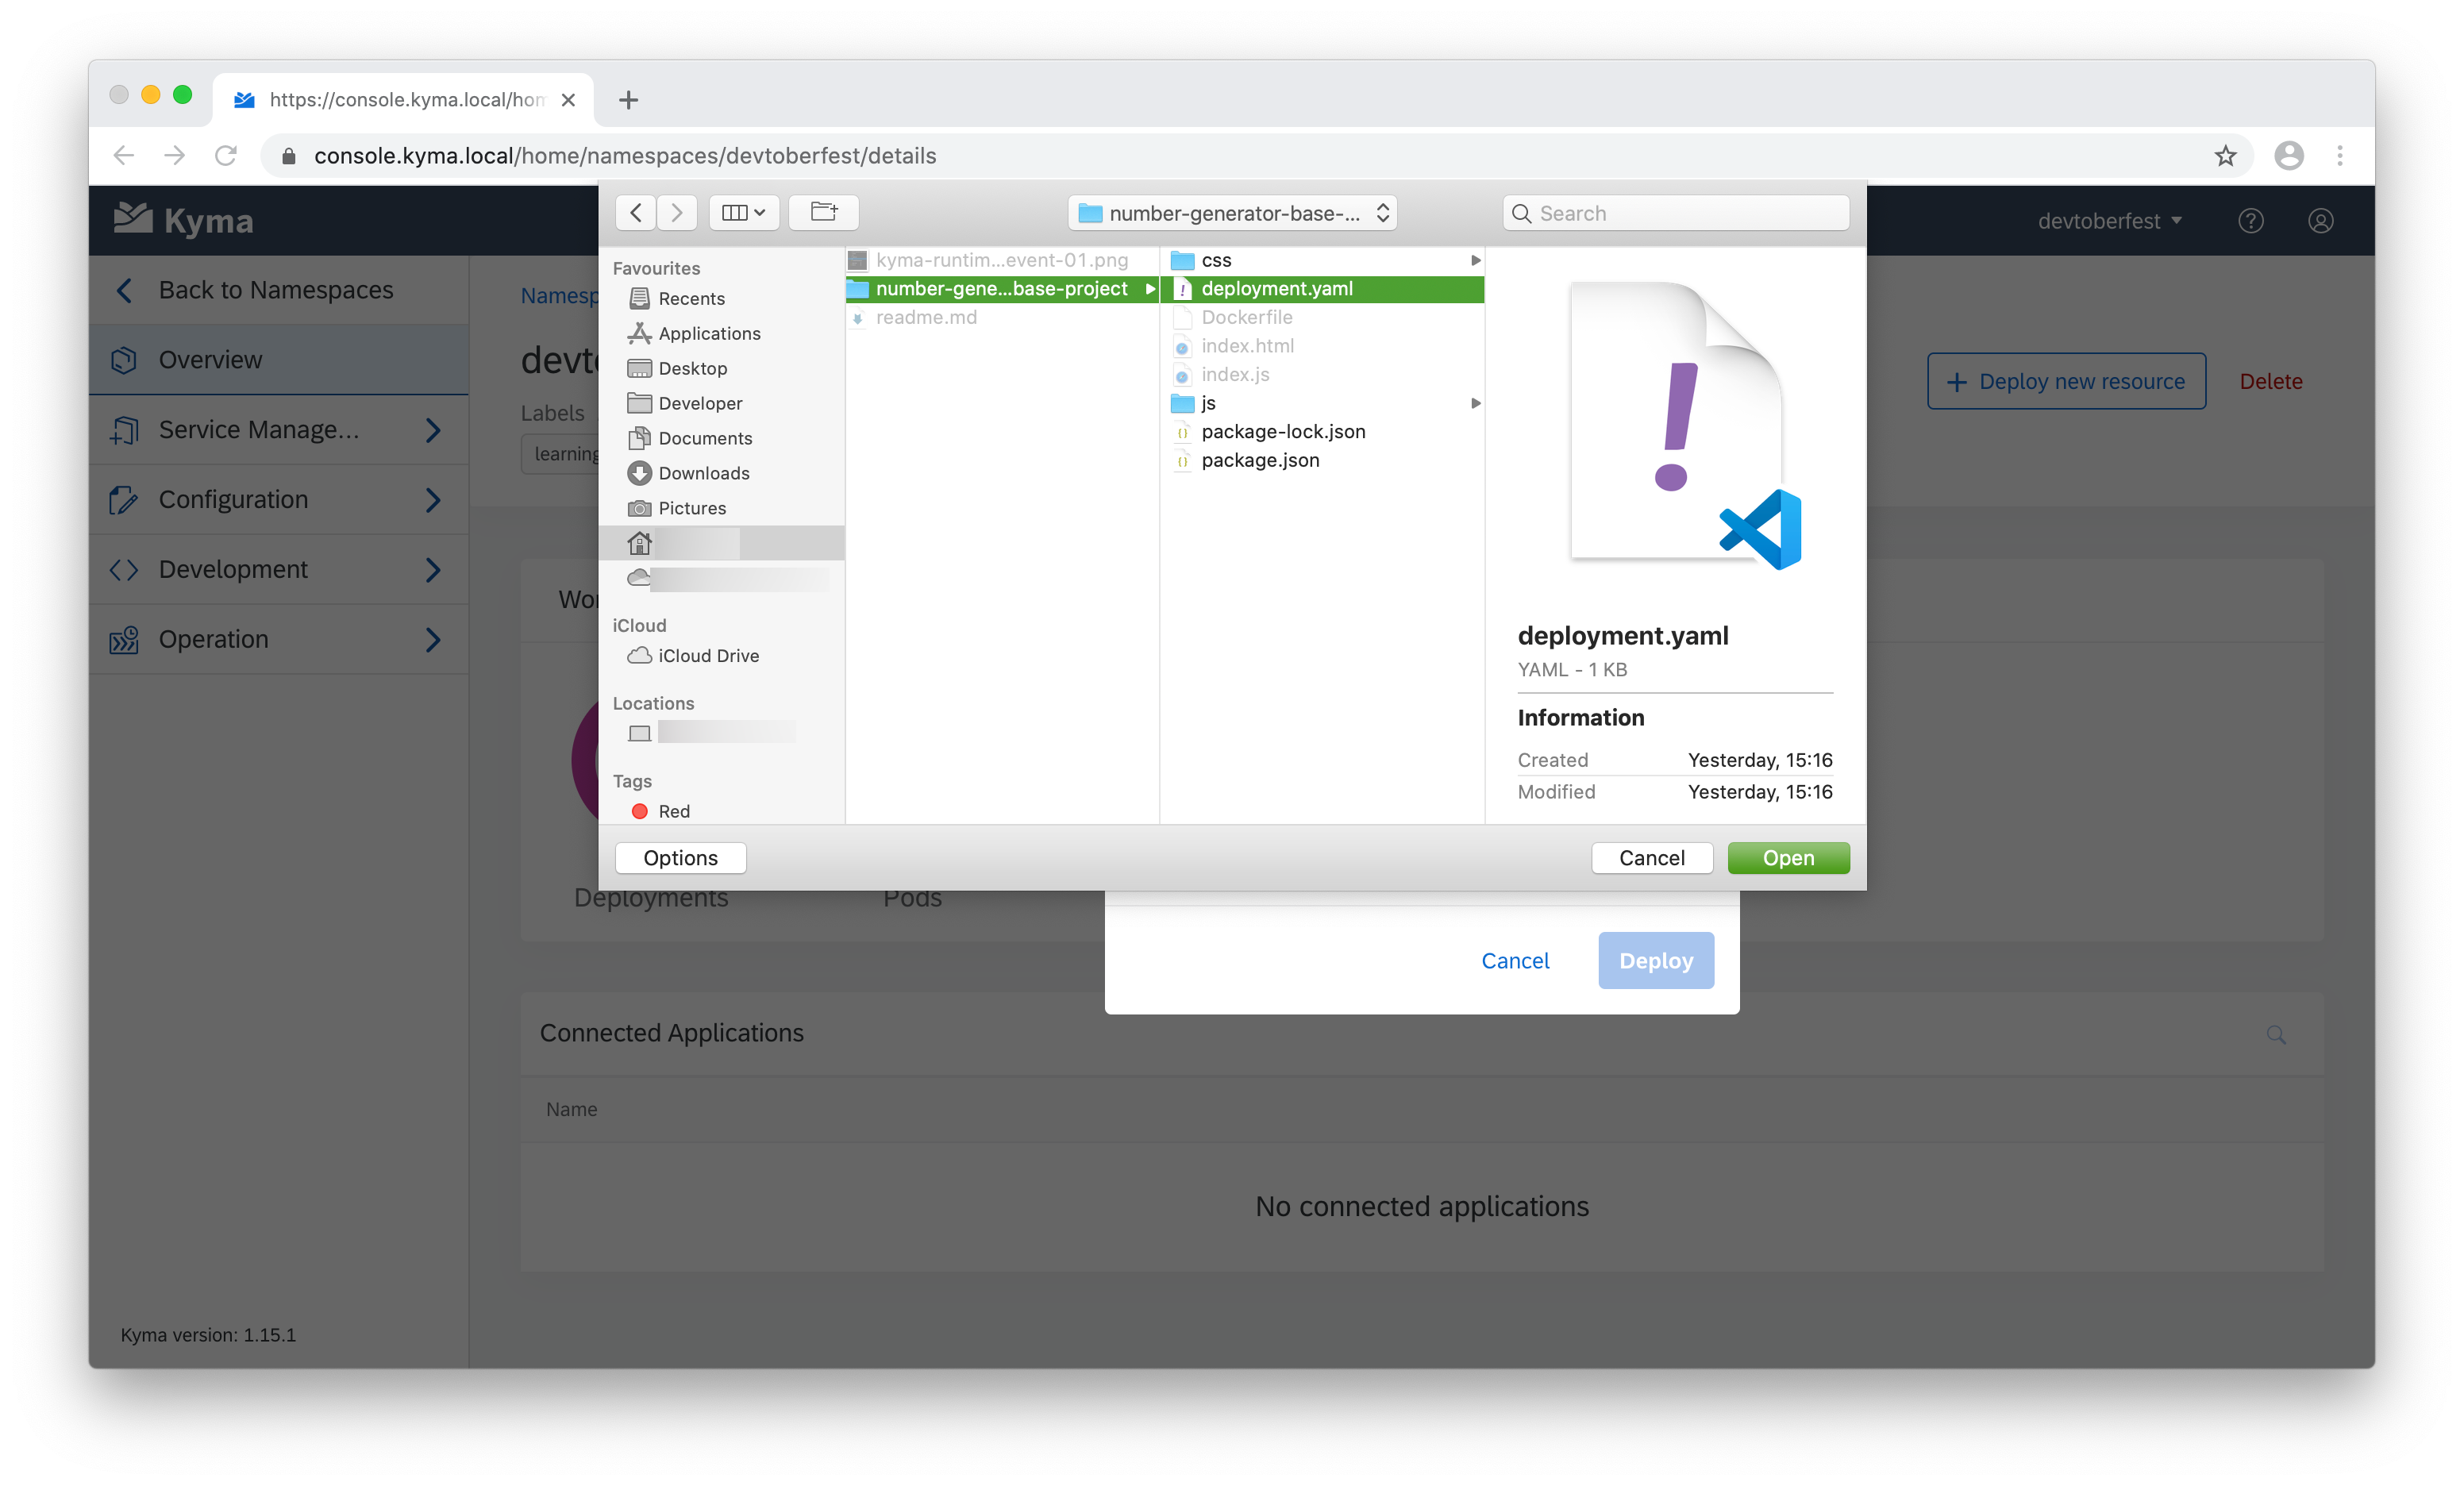 https://console.kyma.local/hom
console.kyma.local/home/namespaces/devtoberfest/details
Kyma
devtoberfest
Back to Namespaces
Overview
Service Manage...
Configuration
Development
Operation
Kyma version: 1.15.1
Namesp
devto
Labels
learning
Deploy new resource
Delete
Wor
Deployments
Pods
number-generator-base-...
Search
Favourites
Recents
Applications
Desktop
Developer
Documents
Downloads
Pictures
iCloud
iCloud Drive
Locations
Tags
Red
kyma-runtim...event-01.png
number-gene...base-project
readme.md
css
deployment.yaml
Dockerfile
index.html
index.js
js
package-lock.json
package.json
deployment.yaml
YAML - 1 KB
Information
Created Yesterday, 15:16
Modified Yesterday, 15:16
Options
Cancel
Open
Cancel
Deploy
Connected Applications
Name
No connected applications